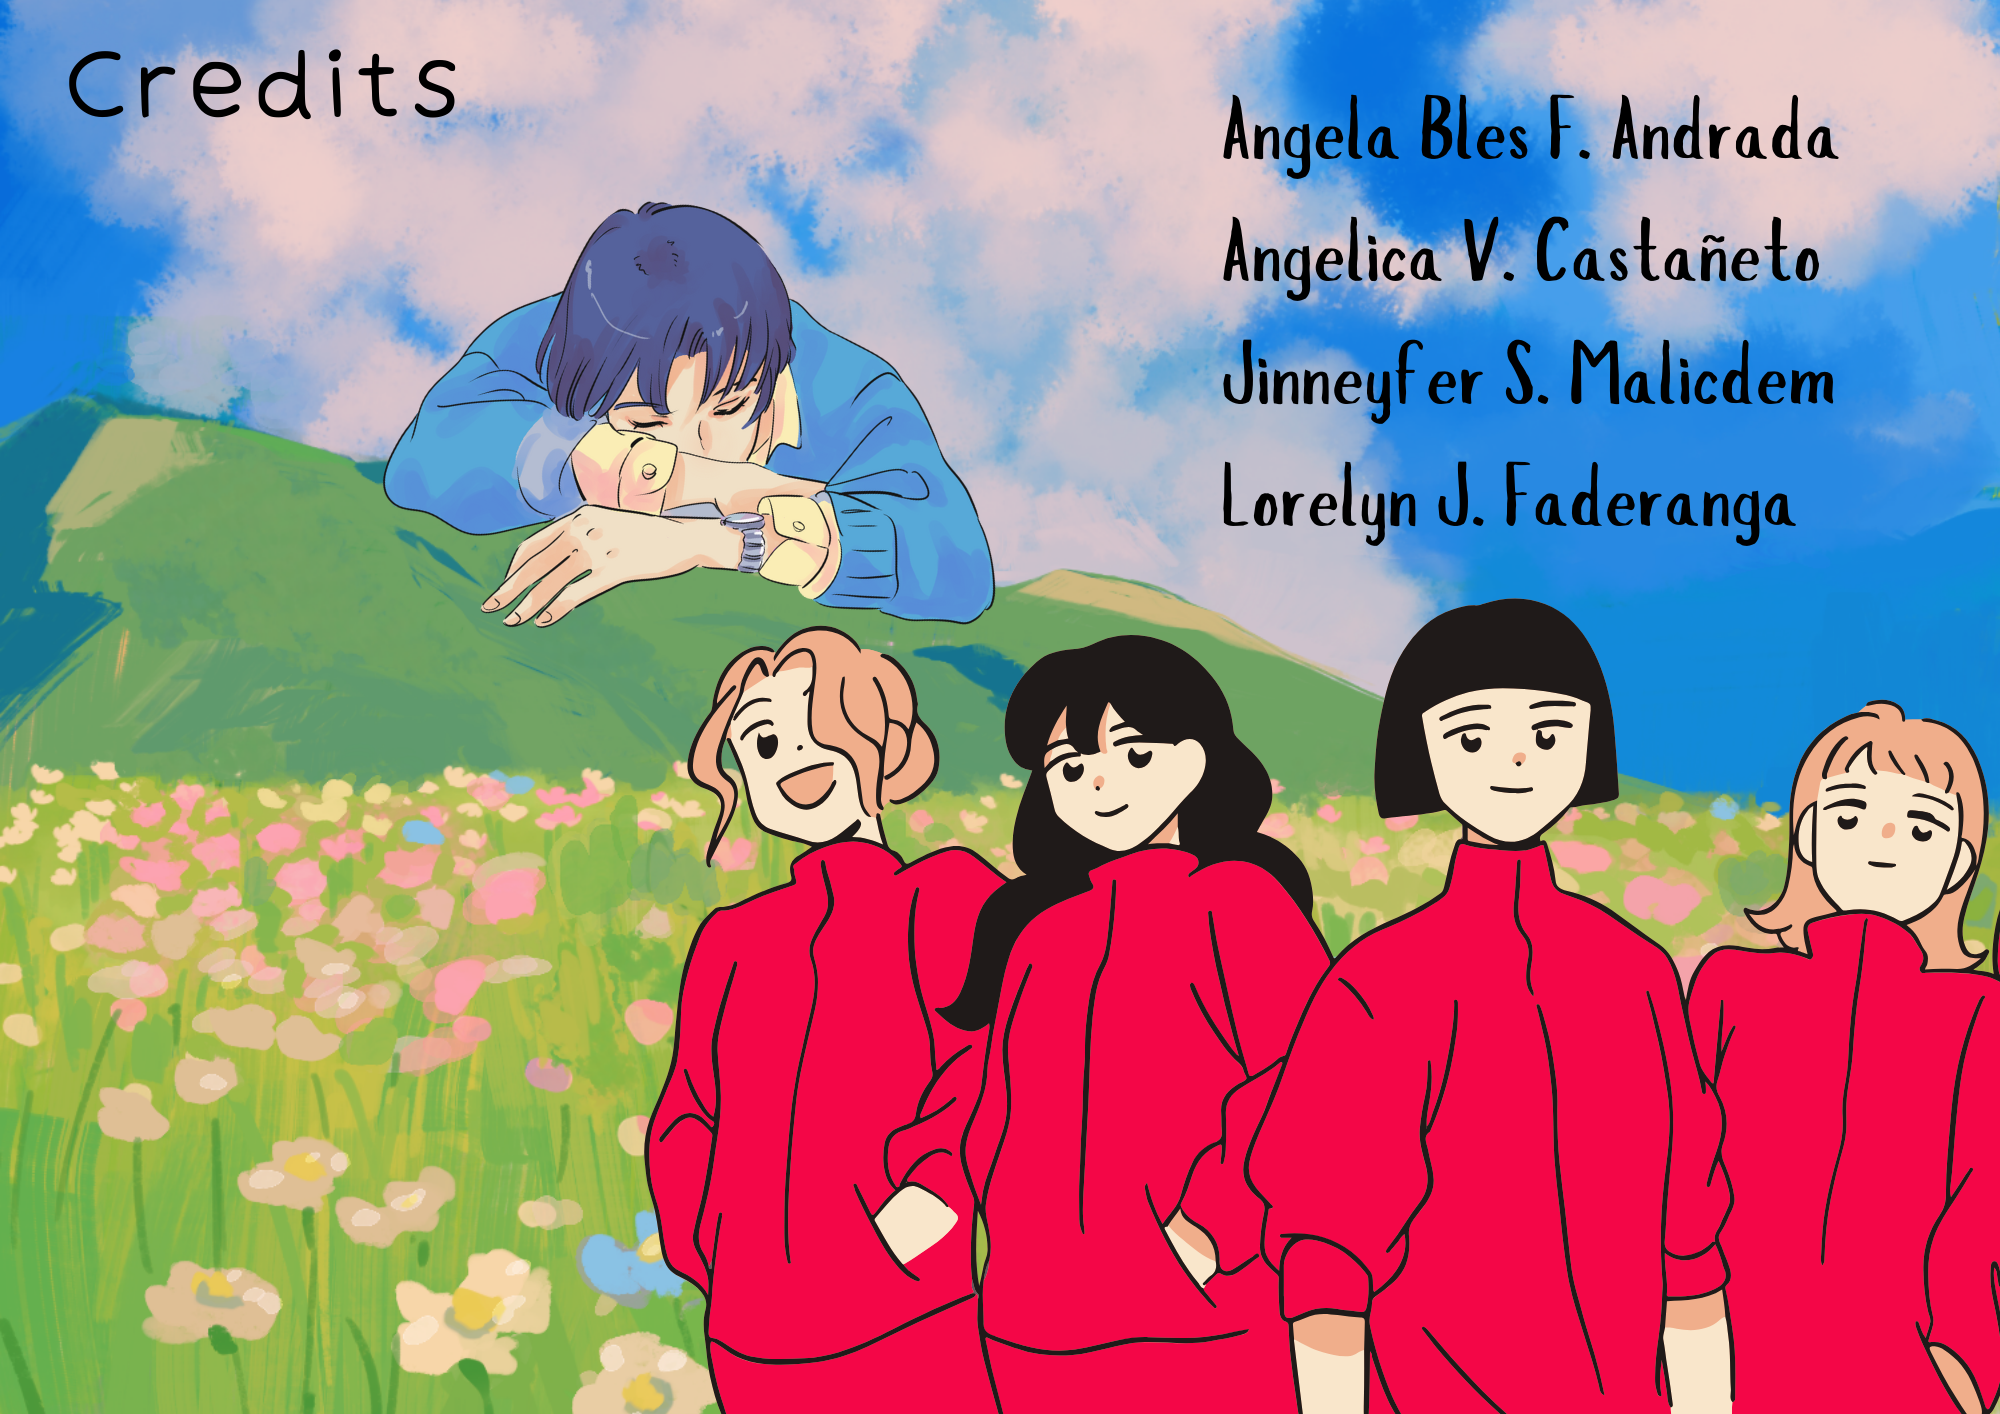 Credits
Angela Bles F. Andrada
Angelica V. Castañeto
Jinneyfer S. Malicdem
Lorelyn J. Faderanga